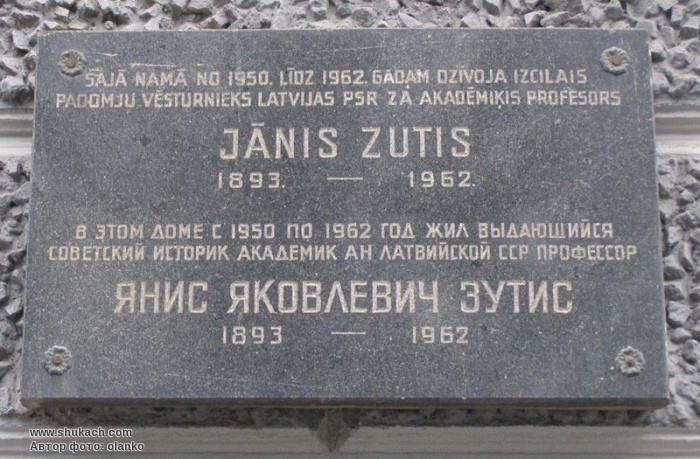 ŠAJĀ NAMĀ NO 1950. LĪDZ 1962. GADAM DZĪVOJA IZCILAIS
PADOMJU VĒSTURNIEKS LATVIJAS PSR ZA AKADĒMIĶIS PROFESORS
JĀNIS ZUTIS
1893. — 1962.
В ЭТОМ ДОМЕ С 1950 ПО 1962 ГОД ЖИЛ ВЫДАЮЩИЙСЯ
СОВЕТСКИЙ ИСТОРИК АКАДЕМИК АН ЛАТВИЙСКОЙ ССР ПРОФЕССОР
ЯНИС ЯКОВЛЕВИЧ ЗУТИС
1893 — 1962
www.shukach.com
Автор фото: olanko